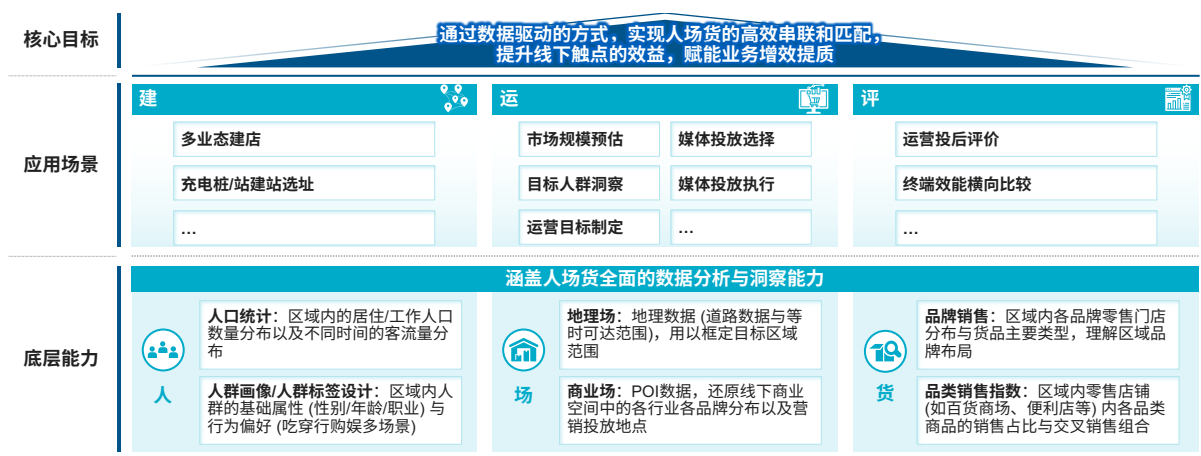 核心目标
通过数据驱动的方式，实现人场货的高效串联和匹配，
提升线下触点的效益，赋能业务增效提质
应用场景
建
多业态建店
充电桩/站建站选址
…
运
市场规模预估
媒体投放选择
目标人群洞察
媒体投放执行
运营目标制定
…
评
运营投后评价
终端效能横向比较
…
底层能力
涵盖人场货全面的数据分析与洞察能力
人
人口统计：区域内的居住/工作人口
数量分布以及不同时间的客流量分
布
人群画像/人群标签设计：区域内人
群的基础属性 (性别/年龄/职业) 与
行为偏好 (吃穿行购娱多场景)
场
地理场：地理数据 (道路数据与等
时可达范围)，用以框定目标区域
范围
商业场：POI数据，还原线下商业
空间中的各行业各品牌分布以及营
销投放地点
货
品牌销售：区域内各品牌零售门店
分布与货品主要类型，理解区域品
牌布局
品类销售指数：区域内零售店铺
(如百货商场、便利店等) 内各品类
商品的销售占比与交叉销售组合